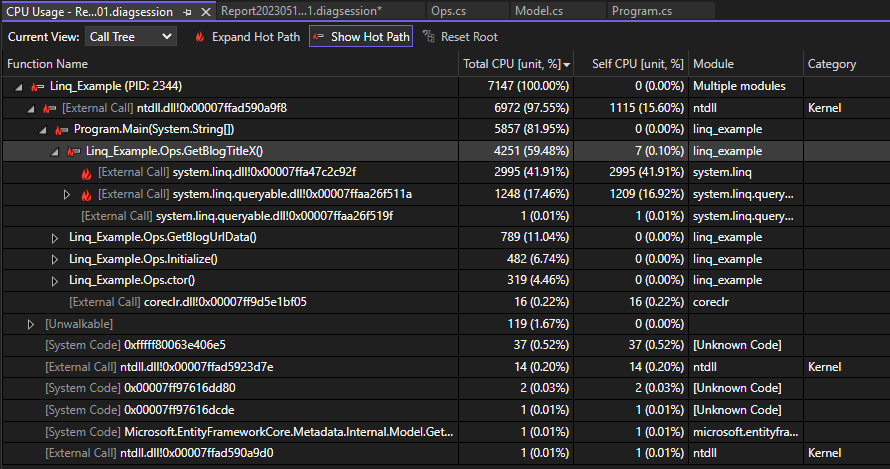 CPU Usage - Re...01.diagsession Report2023051...1.diagsession* Ops.cs Model.cs Program.cs
Current View: Call Tree Expand Hot Path Show Hot Path Reset Root
Function Name Total CPU [unit, %] Self CPU [unit, %] Module Category
Linq_Example (PID: 2344) 7147 (100.00%) 0 (0.00%) Multiple modules
[External Call] ntdll.dll!0x00007ffad590a9f8 6972 (97.55%) 1115 (15.60%) ntdll Kernel
Program.Main(System.String[]) 5857 (81.95%) 0 (0.00%) linq_example
Linq_Example.Ops.GetBlogTitleX() 4251 (59.48%) 7 (0.10%) linq_example
[External Call] system.linq.dll!0x00007ffa47c2c92f 2995 (41.91%) 2995 (41.91%) system.linq
[External Call] system.linq.queryable.dll!0x00007ffaa26f511a 1248 (17.46%) 1209 (16.92%) system.linq.query...
[External Call] system.linq.queryable.dll!0x00007ffaa26f519f 1 (0.01%) 1 (0.01%) system.linq.query...
Linq_Example.Ops.GetBlogUrlData() 789 (11.04%) 0 (0.00%) linq_example
Linq_Example.Ops.Initialize() 482 (6.74%) 0 (0.00%) linq_example
Linq_Example.Ops.ctor() 319 (4.46%) 0 (0.00%) linq_example
[External Call] coreclr.dll!0x00007ff9d5e1bf05 16 (0.22%) 16 (0.22%) coreclr
[Unwalkable] 119 (1.67%) 0 (0.00%)
[System Code] 0xfffff80063e406e5 37 (0.52%) 37 (0.52%) [Unknown Code]
[External Call] ntdll.dll!0x00007ffad5923d7e 14 (0.20%) 14 (0.20%) ntdll Kernel
[System Code] 0x00007ff97616dd80 2 (0.03%) 2 (0.03%) [Unknown Code]
[System Code] 0x00007ff97616dcde 1 (0.01%) 1 (0.01%) [Unknown Code]
[System Code] Microsoft.EntityFrameworkCore.Metadata.Internal.Model.Get... 1 (0.01%) 1 (0.01%) microsoft.entityfra...
[External Call] ntdll.dll!0x00007ffad590a9d0 1 (0.01%) 1 (0.01%) ntdll Kernel